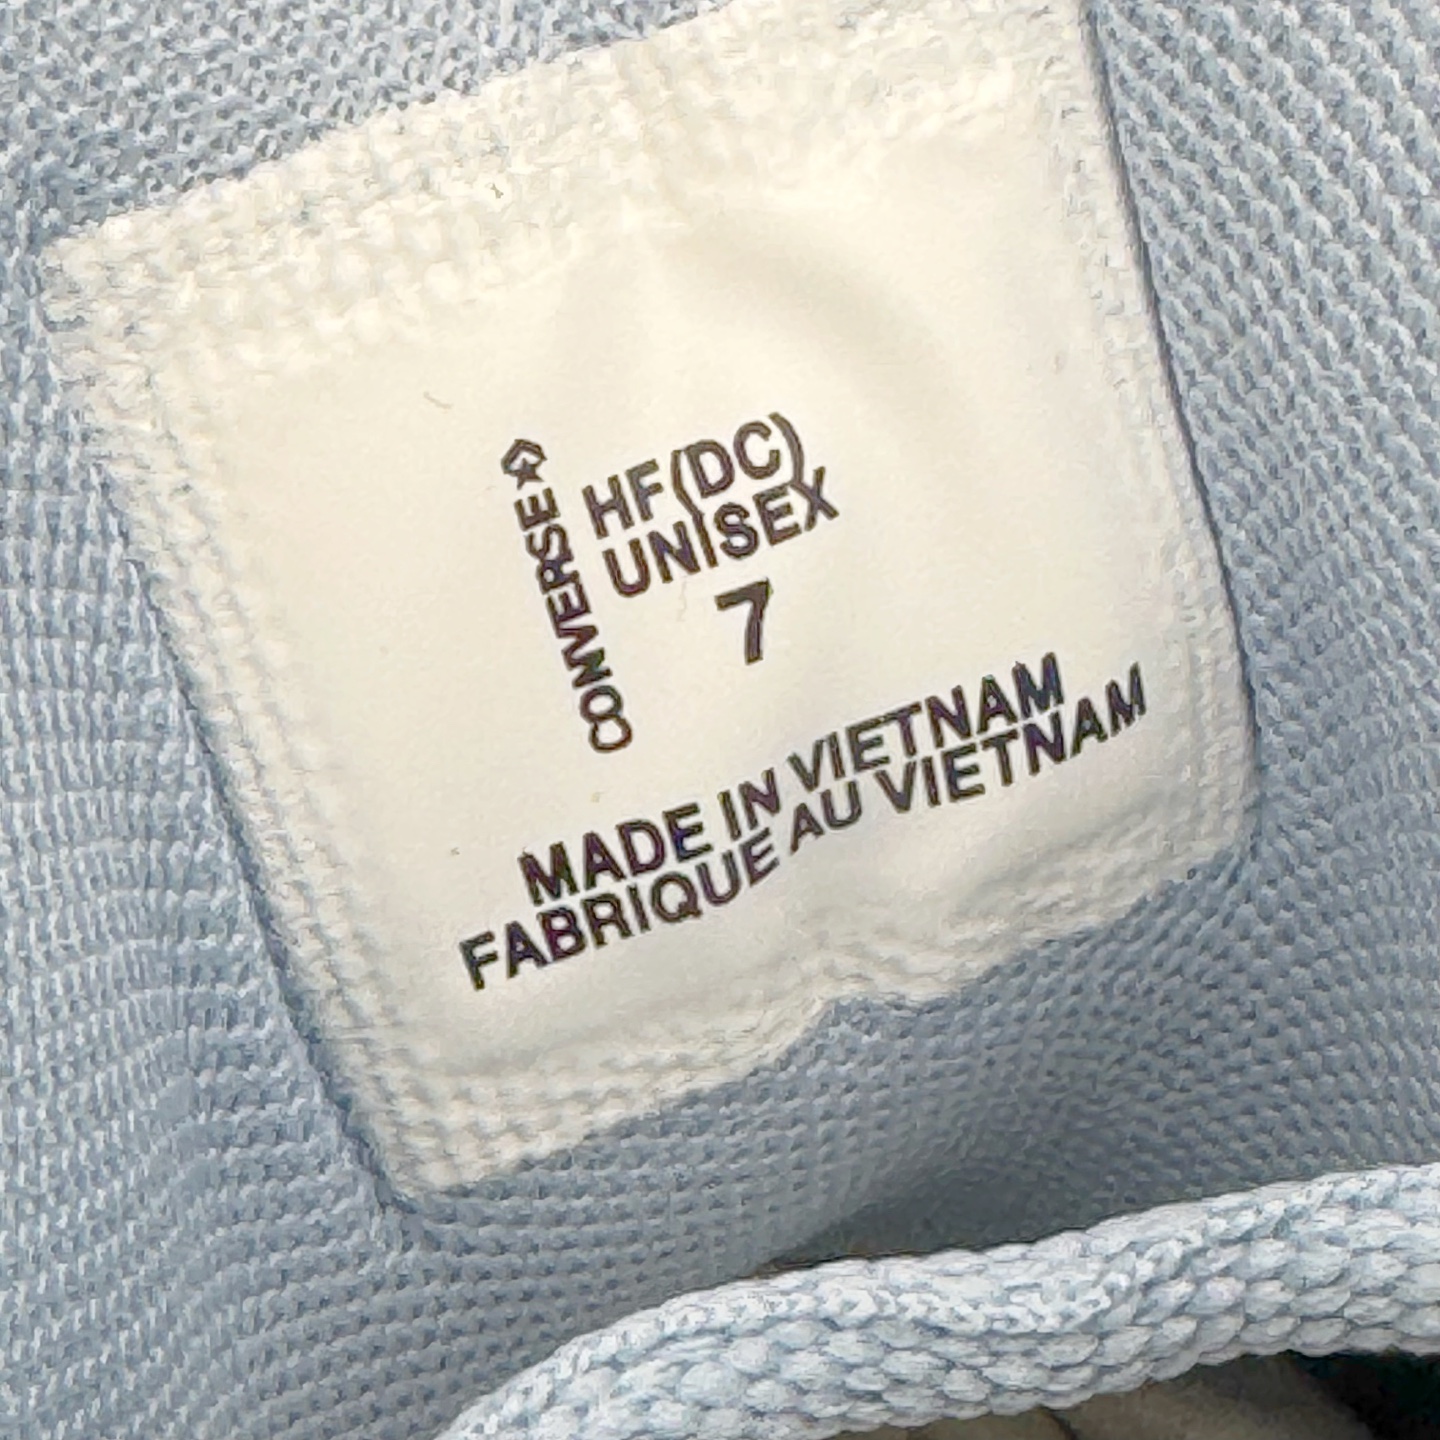 CONVERSE
HF(DC)
UNISEX
7
MADE IN VIETNAM
FABRIQUE AU VIETNAM